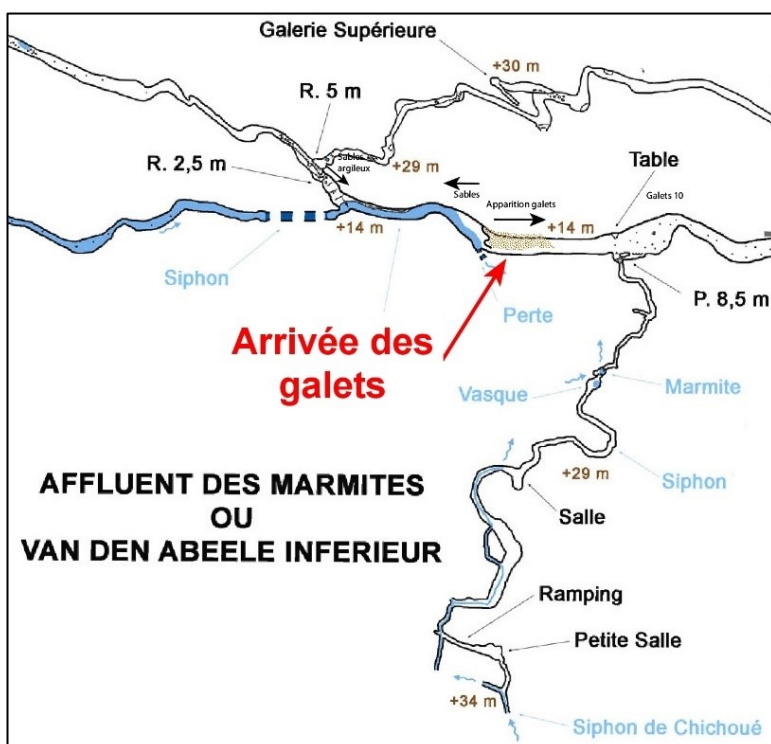 Galerie Supérieure
+30 m
R. 5 m
Sables
argileux
R. 2,5 m
+29 m
Sables
Apparition galets
Table
Galets 10
+14 m
+14 m
Siphon
Perte
P. 8,5 m
Arrivée des
galets
Vasque
Marmite
+29 m
Siphon
Salle
AFFLUENT DES MARMITES
OU
VAN DEN ABEELE INFERIEUR
Ramping
Petite Salle
+34 m
Siphon de Chichoué